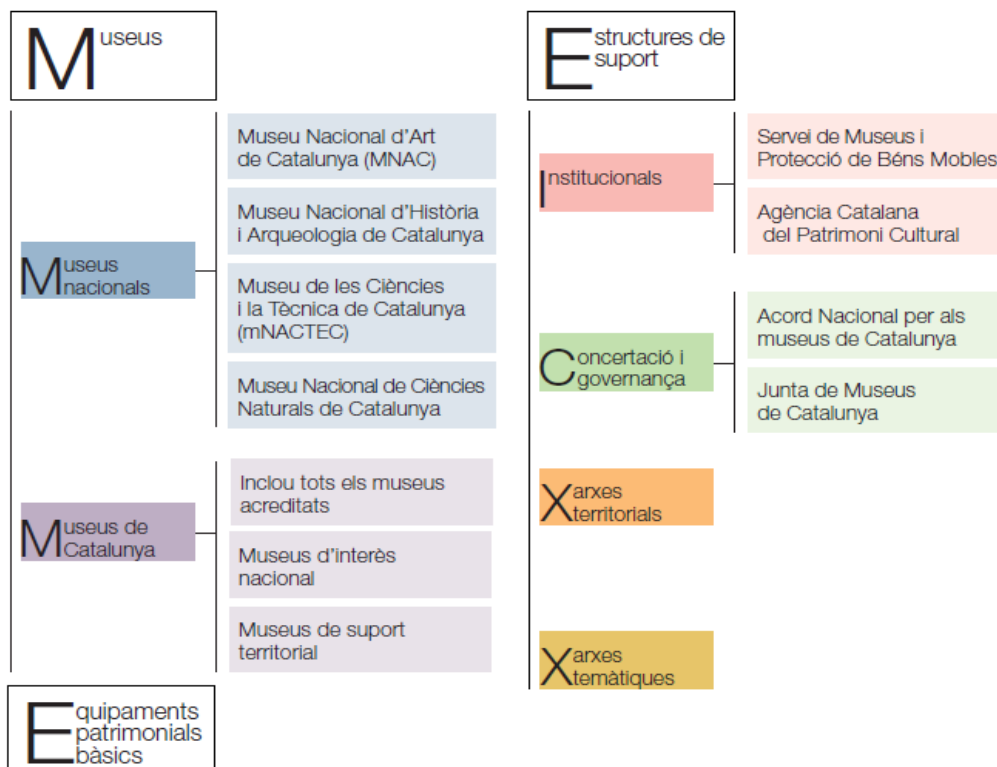 Museus
Museus
nacionals
Museu Nacional d'Art
de Catalunya (MNAC)
Museu Nacional d'Història
i Arqueologia de Catalunya
Museu de les Ciències
i la Tècnica de Catalunya
(mNACTEC)
Museu Nacional de Ciències
Naturals de Catalunya
Museus de
Catalunya
Inclou tots els museus
acreditats
Museus d'interès
nacional
Museus de suport
territorial
Equipaments
patrimonials
bàsics
Estructures de
suport
Institucionals
Servei de Museus i
Protecció de Béns Mobles
Agència Catalana
del Patrimoni Cultural
Concertació i
governança
Acord Nacional per als
museus de Catalunya
Junta de Museus
de Catalunya
Xarxes
territorials
Xarxes
temàtiques